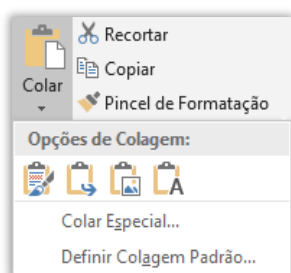 Recortar
Copiar
Colar
Pincel de Formatação
Opções de Colagem:
A
Colar Especial...
Definir Colagem Padrão...